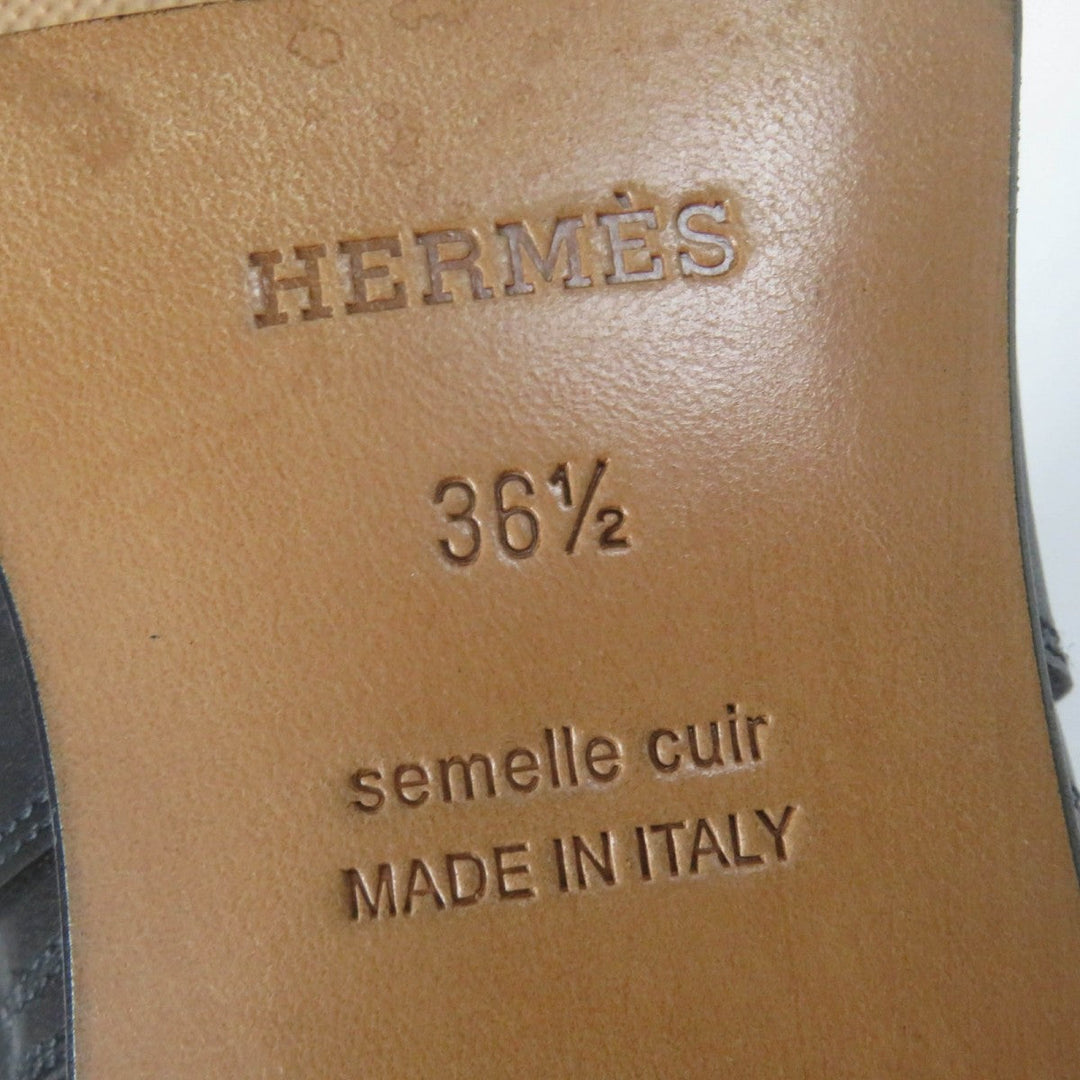 HERMÈS
36½
semelle cuir
MADE IN ITALY